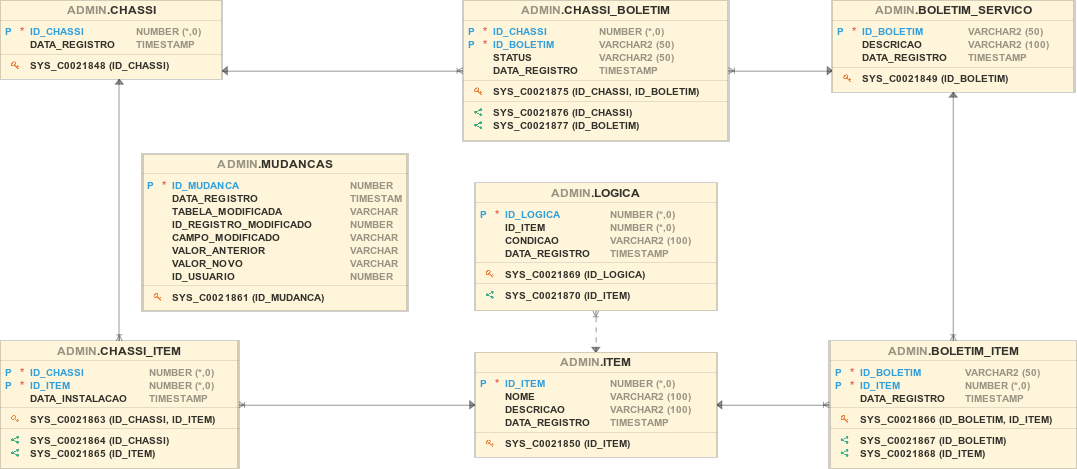 ADMIN.CHASSI
P * ID_CHASSI NUMBER (*,0)
DATA_REGISTRO TIMESTAMP
SYS_C0021848 (ID_CHASSI)
ADMIN.CHASSI_BOLETIM
P * ID_CHASSI NUMBER (*,0)
P * ID_BOLETIM VARCHAR2 (50)
STATUS VARCHAR2 (50)
DATA_REGISTRO TIMESTAMP
SYS_C0021875 (ID_CHASSI, ID_BOLETIM)
SYS_C0021876 (ID_CHASSI)
SYS_C0021877 (ID_BOLETIM)
ADMIN.BOLETIM_SERVICO
P * ID_BOLETIM VARCHAR2 (50)
DESCRICAO VARCHAR2 (100)
DATA_REGISTRO TIMESTAMP
SYS_C0021849 (ID_BOLETIM)
ADMIN.MUDANCAS
P * ID_MUDANCA NUMBER
DATA_REGISTRO TIMESTAM
TABELA_MODIFICADA VARCHAR
ID_REGISTRO_MODIFICADO NUMBER
CAMPO_MODIFICADO VARCHAR
VALOR_ANTERIOR VARCHAR
VALOR_NOVO VARCHAR
ID_USUARIO NUMBER
SYS_C0021861 (ID_MUDANCA)
ADMIN.LOGICA
P * ID_LOGICA NUMBER (*,0)
ID_ITEM NUMBER (*,0)
CONDICAO VARCHAR2 (100)
DATA_REGISTRO TIMESTAMP
SYS_C0021869 (ID_LOGICA)
SYS_C0021870 (ID_ITEM)
ADMIN.CHASSI_ITEM
P * ID_CHASSI NUMBER (*,0)
P * ID_ITEM NUMBER (*,0)
DATA_INSTALACAO TIMESTAMP
SYS_C0021863 (ID_CHASSI, ID_ITEM)
SYS_C0021864 (ID_CHASSI)
SYS_C0021865 (ID_ITEM)
ADMIN.ITEM
P * ID_ITEM NUMBER (*,0)
NOME VARCHAR2 (100)
DESCRICAO VARCHAR2 (100)
DATA_REGISTRO TIMESTAMP
SYS_C0021850 (ID_ITEM)
ADMIN.BOLETIM_ITEM
P * ID_BOLETIM VARCHAR2 (50)
P * ID_ITEM NUMBER (*,0)
DATA_REGISTRO TIMESTAMP
SYS_C0021866 (ID_BOLETIM, ID_ITEM)
SYS_C0021867 (ID_BOLETIM)
SYS_C0021868 (ID_ITEM)